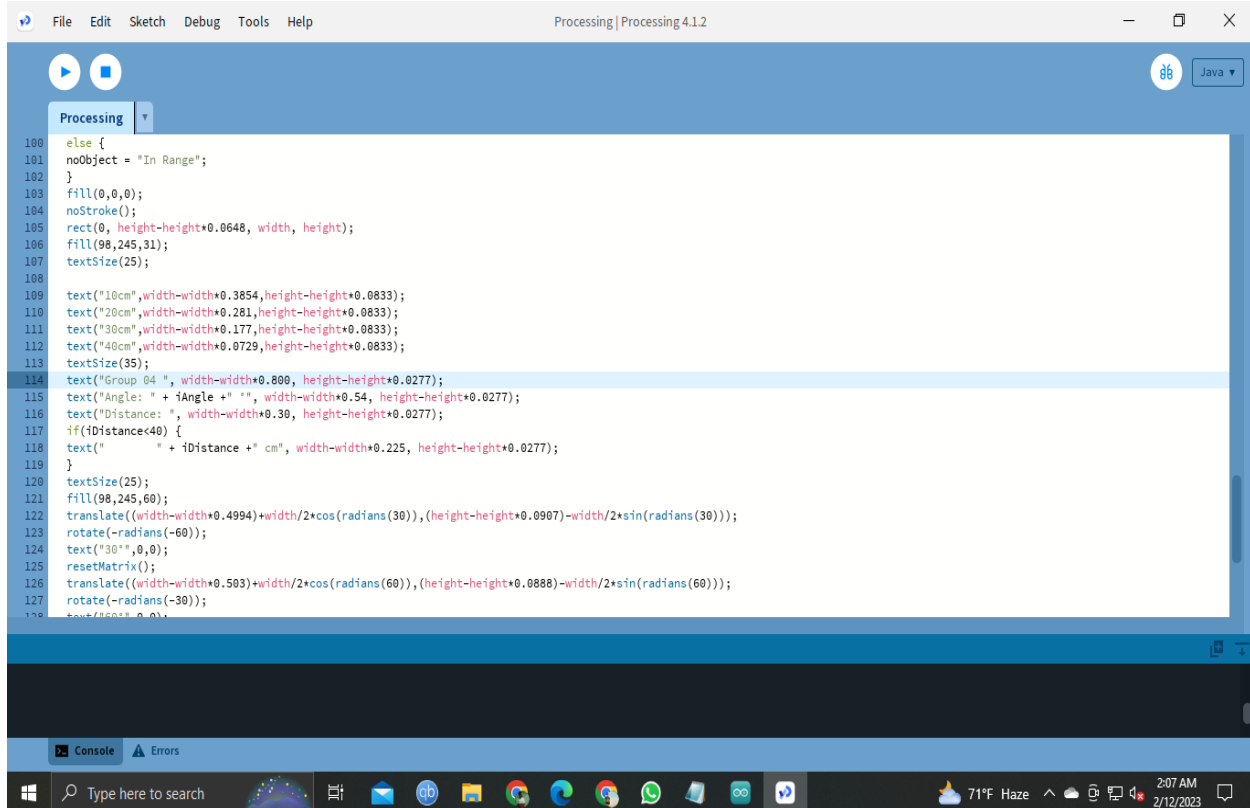 File Edit Sketch Debug Tools Help Processing | Processing 4.1.2
Java ▾
Processing
100 else {
101 noObject = "In Range";
102 }
103 fill(0,0,0);
104 noStroke();
105 rect(0, height-height*0.0648, width, height);
106 fill(98,245,31);
107 textSize(25);
108
109 text("10cm",width-width*0.3854,height-height*0.0833);
110 text("20cm",width-width*0.281,height-height*0.0833);
111 text("30cm",width-width*0.177,height-height*0.0833);
112 text("40cm",width-width*0.0729,height-height*0.0833);
113 textSize(35);
114 text("Group 04 ", width-width*0.800, height-height*0.0277);
115 text("Angle: " + iAngle +" °", width-width*0.54, height-height*0.0277);
116 text("Distance: ", width-width*0.30, height-height*0.0277);
117 if(iDistance<40) {
118 text("        " + iDistance +" cm", width-width*0.225, height-height*0.0277);
119 }
120 textSize(25);
121 fill(98,245,60);
122 translate((width-width*0.4994)+width/2*cos(radians(30)),(height-height*0.0907)-width/2*sin(radians(30)));
123 rotate(-radians(-60));
124 text("30°",0,0);
125 resetMatrix();
126 translate((width-width*0.503)+width/2*cos(radians(60)),(height-height*0.0888)-width/2*sin(radians(60)));
127 rotate(-radians(-30));
128 text("60°",0,0);
Console Errors
Type here to search qb 71°F Haze 2:07 AM
2/12/2023